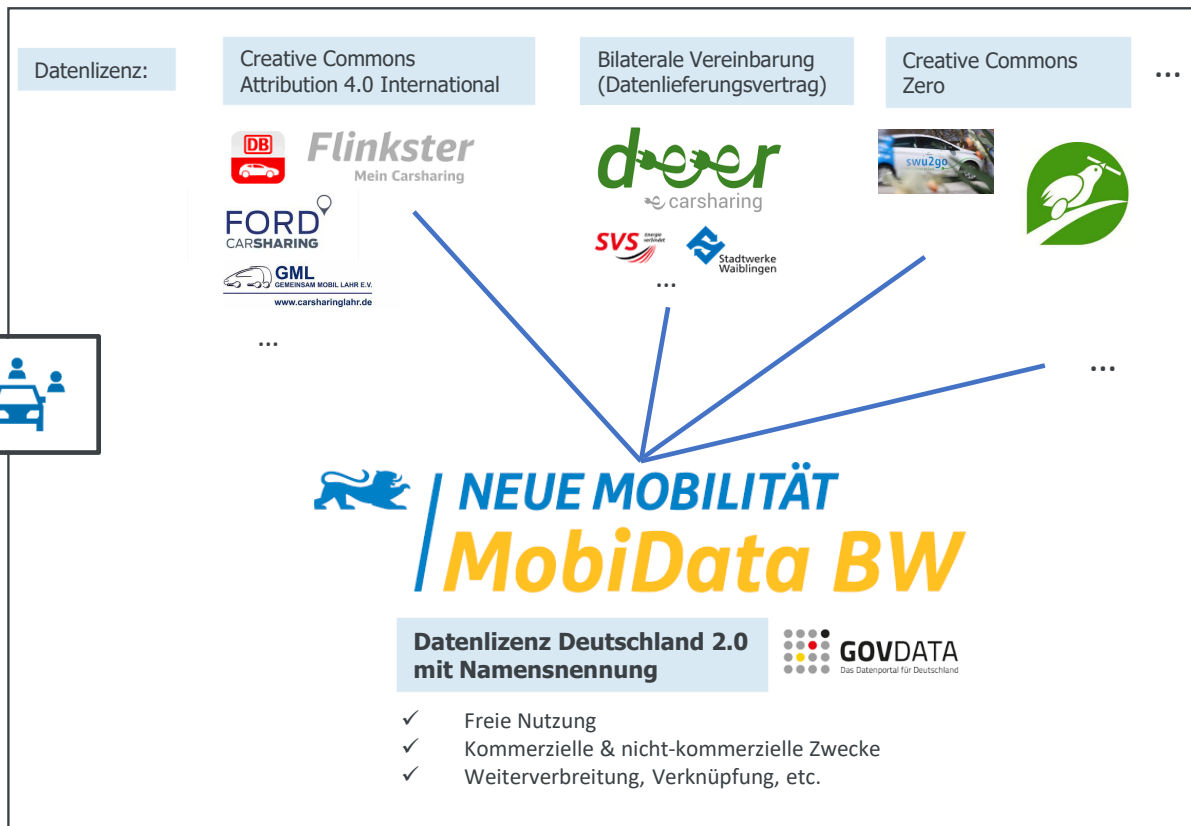 Datenlizenz:
Creative Commons
Attribution 4.0 International
Bilaterale Vereinbarung
(Datenlieferungsvertrag)
Creative Commons
Zero
...
DB
Flinkster
Mein Carsharing
FORD
CARSHARING
GML
GEMEINSAM MOBIL LAHR E.V.
www.carsharinglahr.de
...
deer
carsharing
SVS Energie
verbindet
Stadtwerke
Waiblingen
...
swu2go
...
NEUE MOBILITÄT
MobiData BW
Datenlizenz Deutschland 2.0
mit Namensnennung
GOVDATA
Das Datenportal für Deutschland
✓ Freie Nutzung
✓ Kommerzielle & nicht-kommerzielle Zwecke
✓ Weiterverbreitung, Verknüpfung, etc.